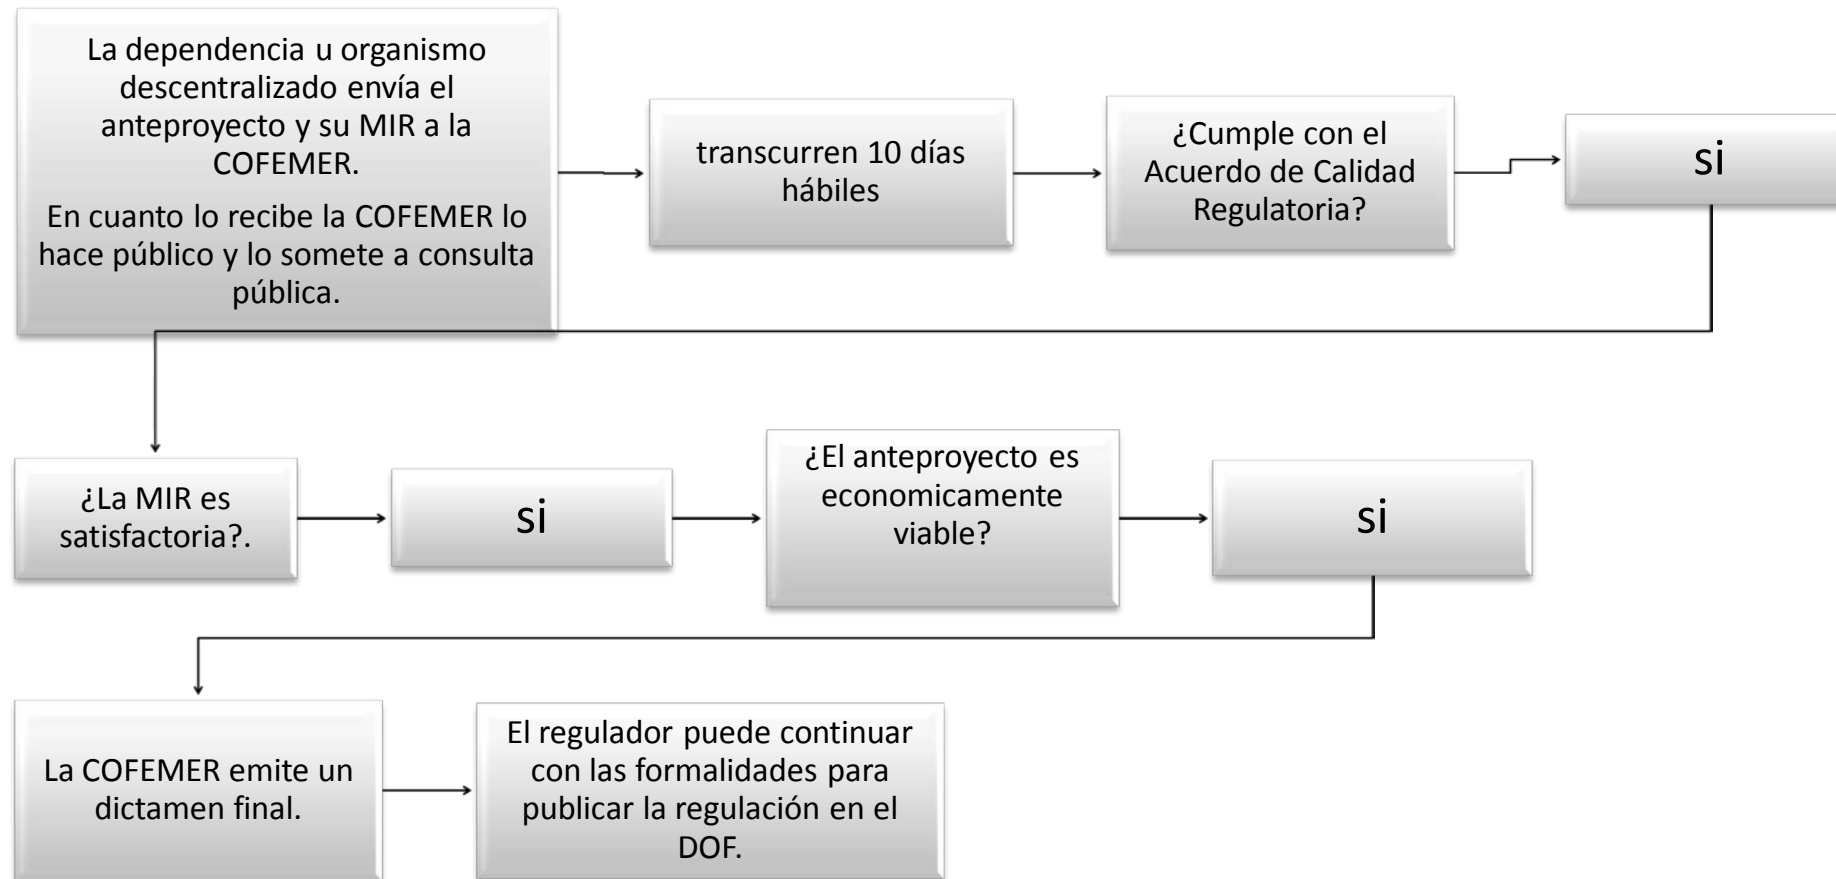 La dependencia u organismo
descentralizado envía el
anteproyecto y su MIR a la
COFEMER.
En cuanto lo recibe la COFEMER lo
hace público y lo somete a consulta
pública.
transcurren 10 días
hábiles
¿Cumple con el
Acuerdo de Calidad
Regulatoria?
si
¿La MIR es
satisfactoria?.
si
¿El anteproyecto es
economicamente
viable?
si
La COFEMER emite un
dictamen final.
El regulador puede continuar
con las formalidades para
publicar la regulación en el
DOF.